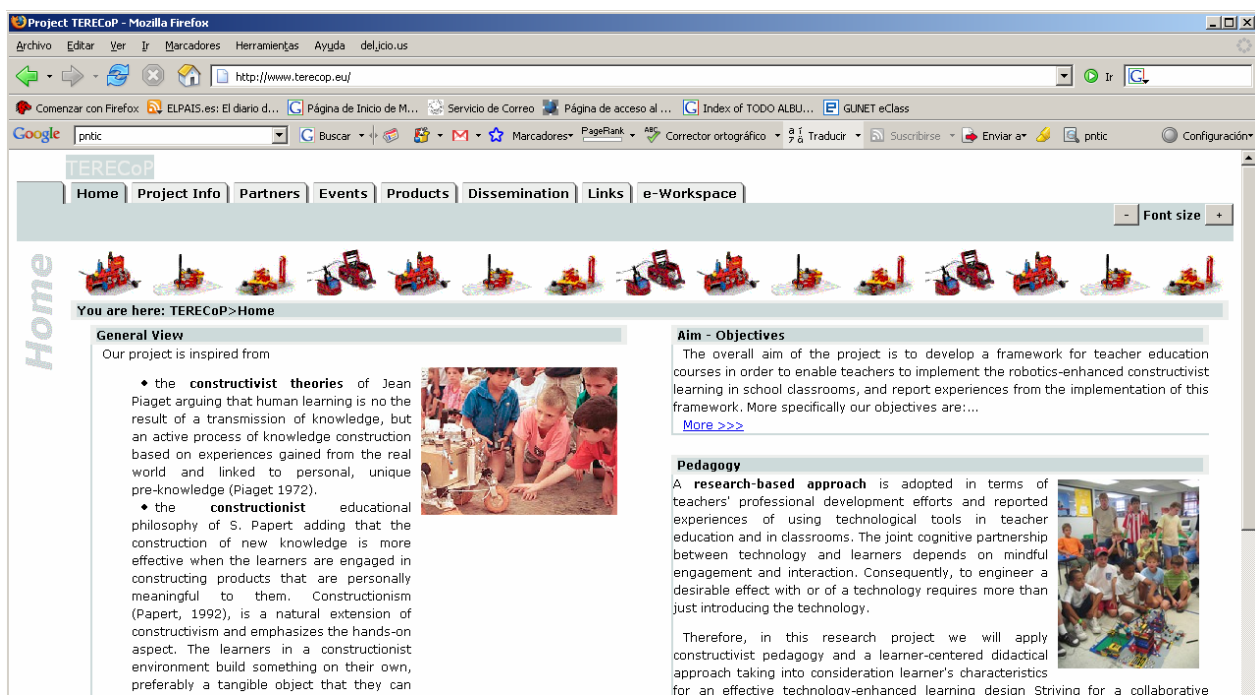 Project TERECoP - Mozilla Firefox
Archivo Editar Ver Ir Marcadores Herramientas Ayuda del.icio.us
http://www.terecop.eu/ Ir G
Comenzar con Firefox ELPAIS.es: El diario d... Página de Inicio de M... Servicio de Correo Página de acceso al ... Index of TODO ALBU... GUNET eClass
Google pntic Buscar Marcadores PageRank Corrector ortográfico Traducir Suscribirse Enviar a pntic Configuración
TERECoP
Home Project Info Partners Events Products Dissemination Links e-Workspace
- Font size +
Home
You are here: TERECoP>Home
General View
Our project is inspired from
• the constructivist theories of Jean
Piaget arguing that human learning is no the
result of a transmission of knowledge, but
an active process of knowledge construction
based on experiences gained from the real
world and linked to personal, unique
pre-knowledge (Piaget 1972).
• the constructionist educational
philosophy of S. Papert adding that the
construction of new knowledge is more
effective when the learners are engaged in
constructing products that are personally
meaningful to them. Constructionism
(Papert, 1992), is a natural extension of
constructivism and emphasizes the hands-on
aspect. The learners in a constructionist
environment build something on their own,
preferably a tangible object that they can
Aim - Objectives
The overall aim of the project is to develop a framework for teacher education
courses in order to enable teachers to implement the robotics-enhanced constructivist
learning in school classrooms, and report experiences from the implementation of this
framework. More specifically our objectives are:...
More >>>
Pedagogy
A research-based approach is adopted in terms of
teachers' professional development efforts and reported
experiences of using technological tools in teacher
education and in classrooms. The joint cognitive partnership
between technology and learners depends on mindful
engagement and interaction. Consequently, to engineer a
desirable effect with or of a technology requires more than
just introducing the technology.
Therefore, in this research project we will apply
constructivist pedagogy and a learner-centered didactical
approach taking into consideration learner's characteristics
for an effective technology-enhanced learning design Striving for a collaborative